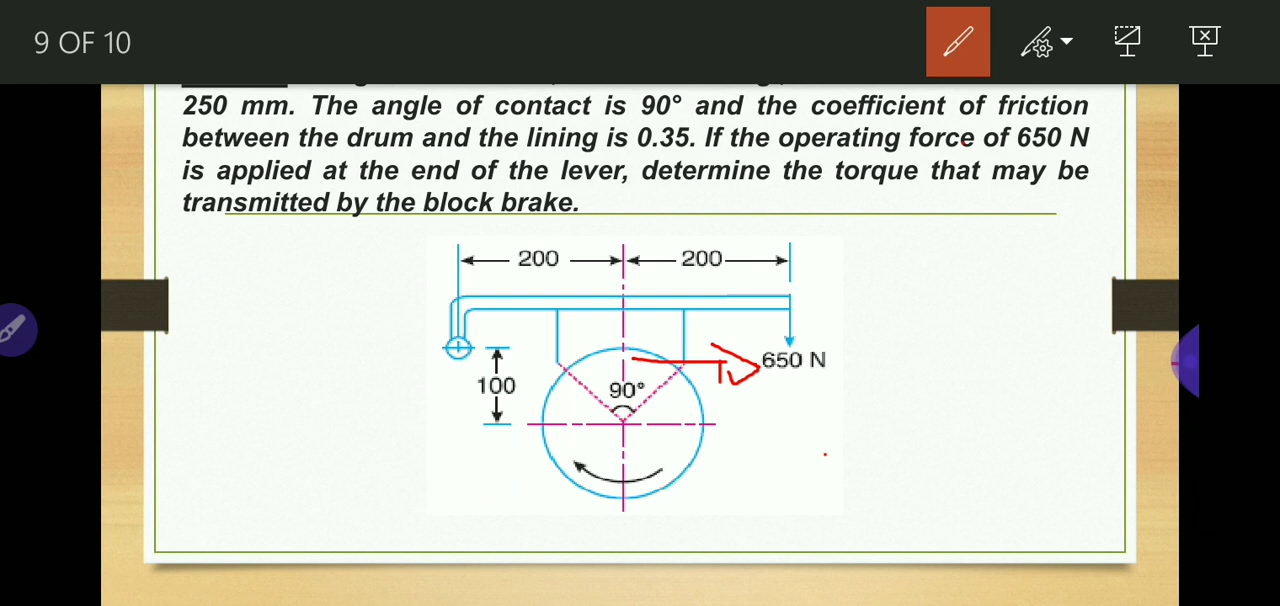 9 OF 10
250 mm. The angle of contact is 90° and the coefficient of friction
between the drum and the lining is 0.35. If the operating force of 650 N
is applied at the end of the lever, determine the torque that may be
transmitted by the block brake.
200 200
650 N
100
90°